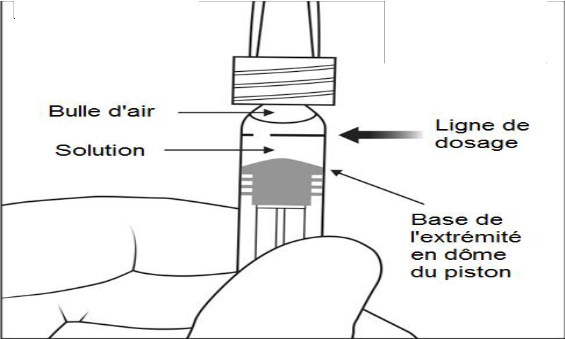 Bulle d'air
Solution
Ligne de
dosage
Base de
l'extrémité
en dôme
du piston